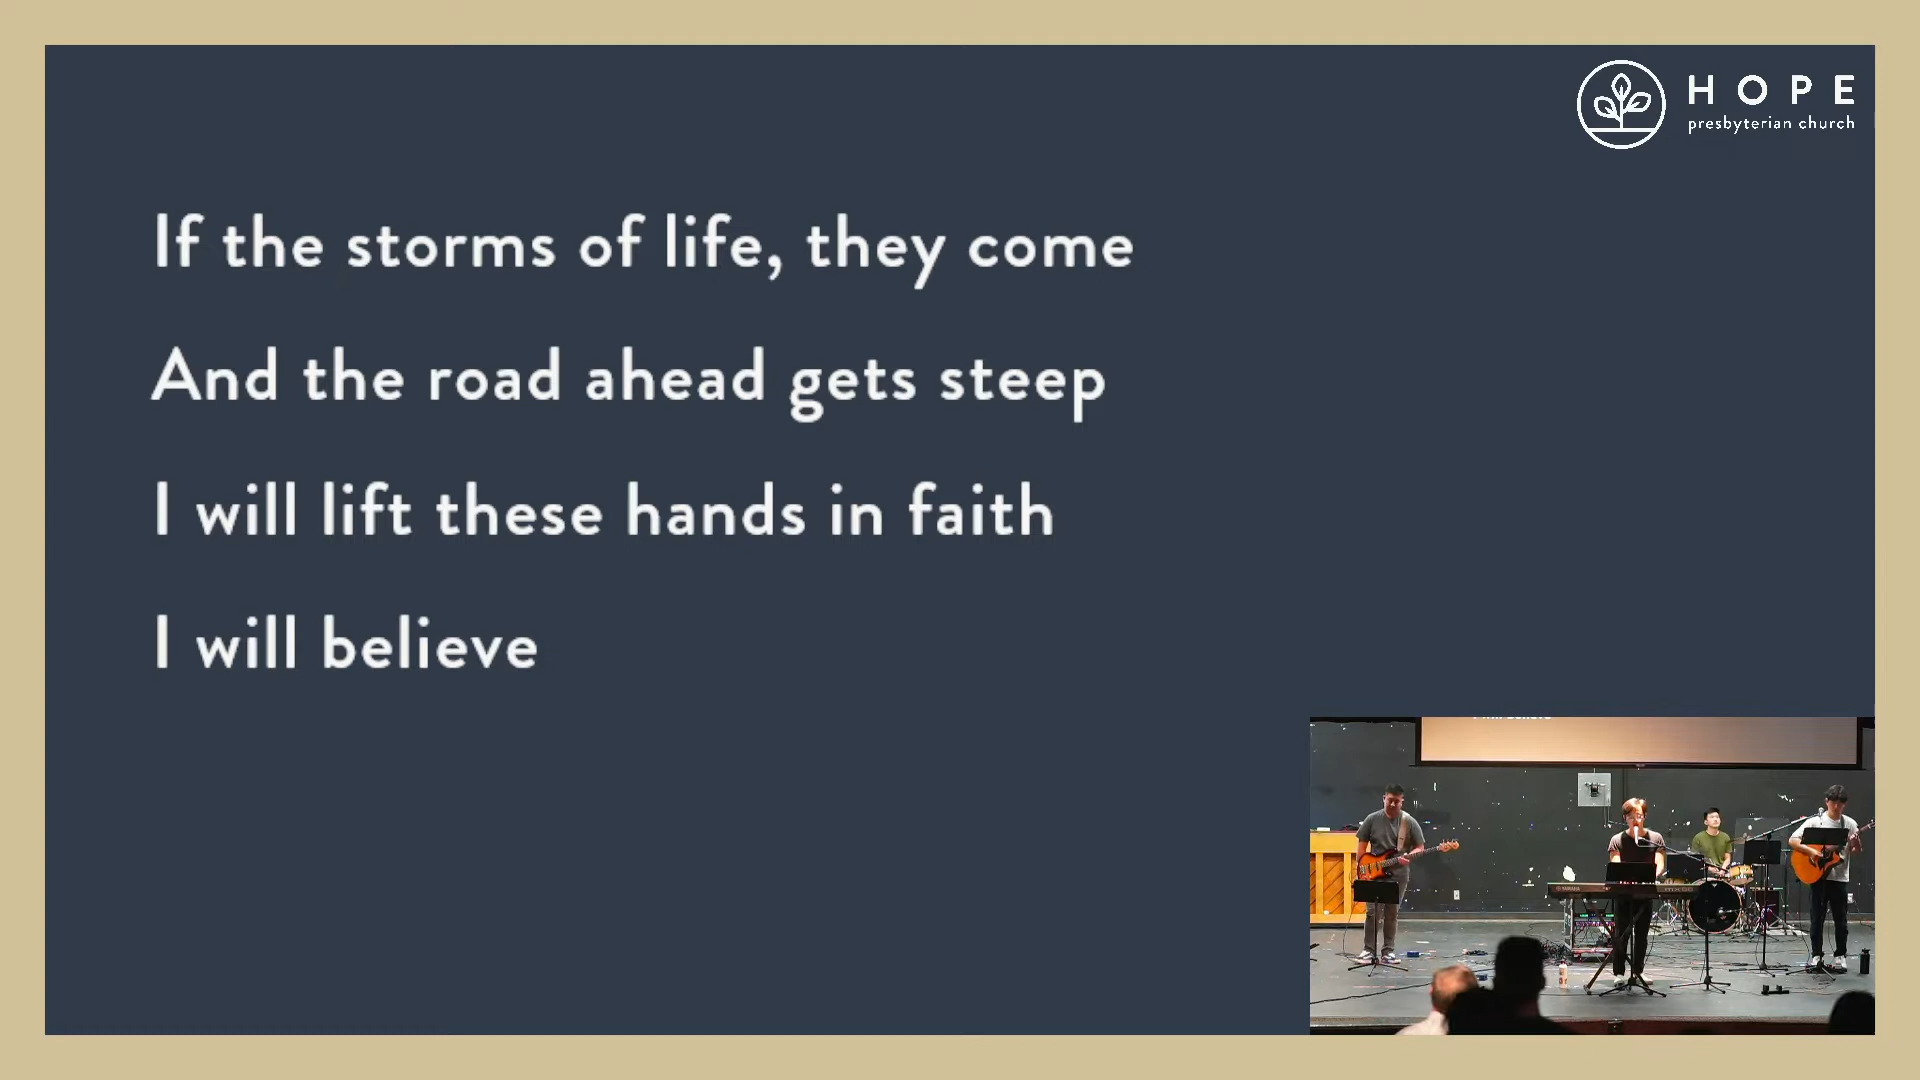 HOPE
presbyterian church
If the storms of life, they come
And the road ahead gets steep
I will lift these hands in faith
I will believe